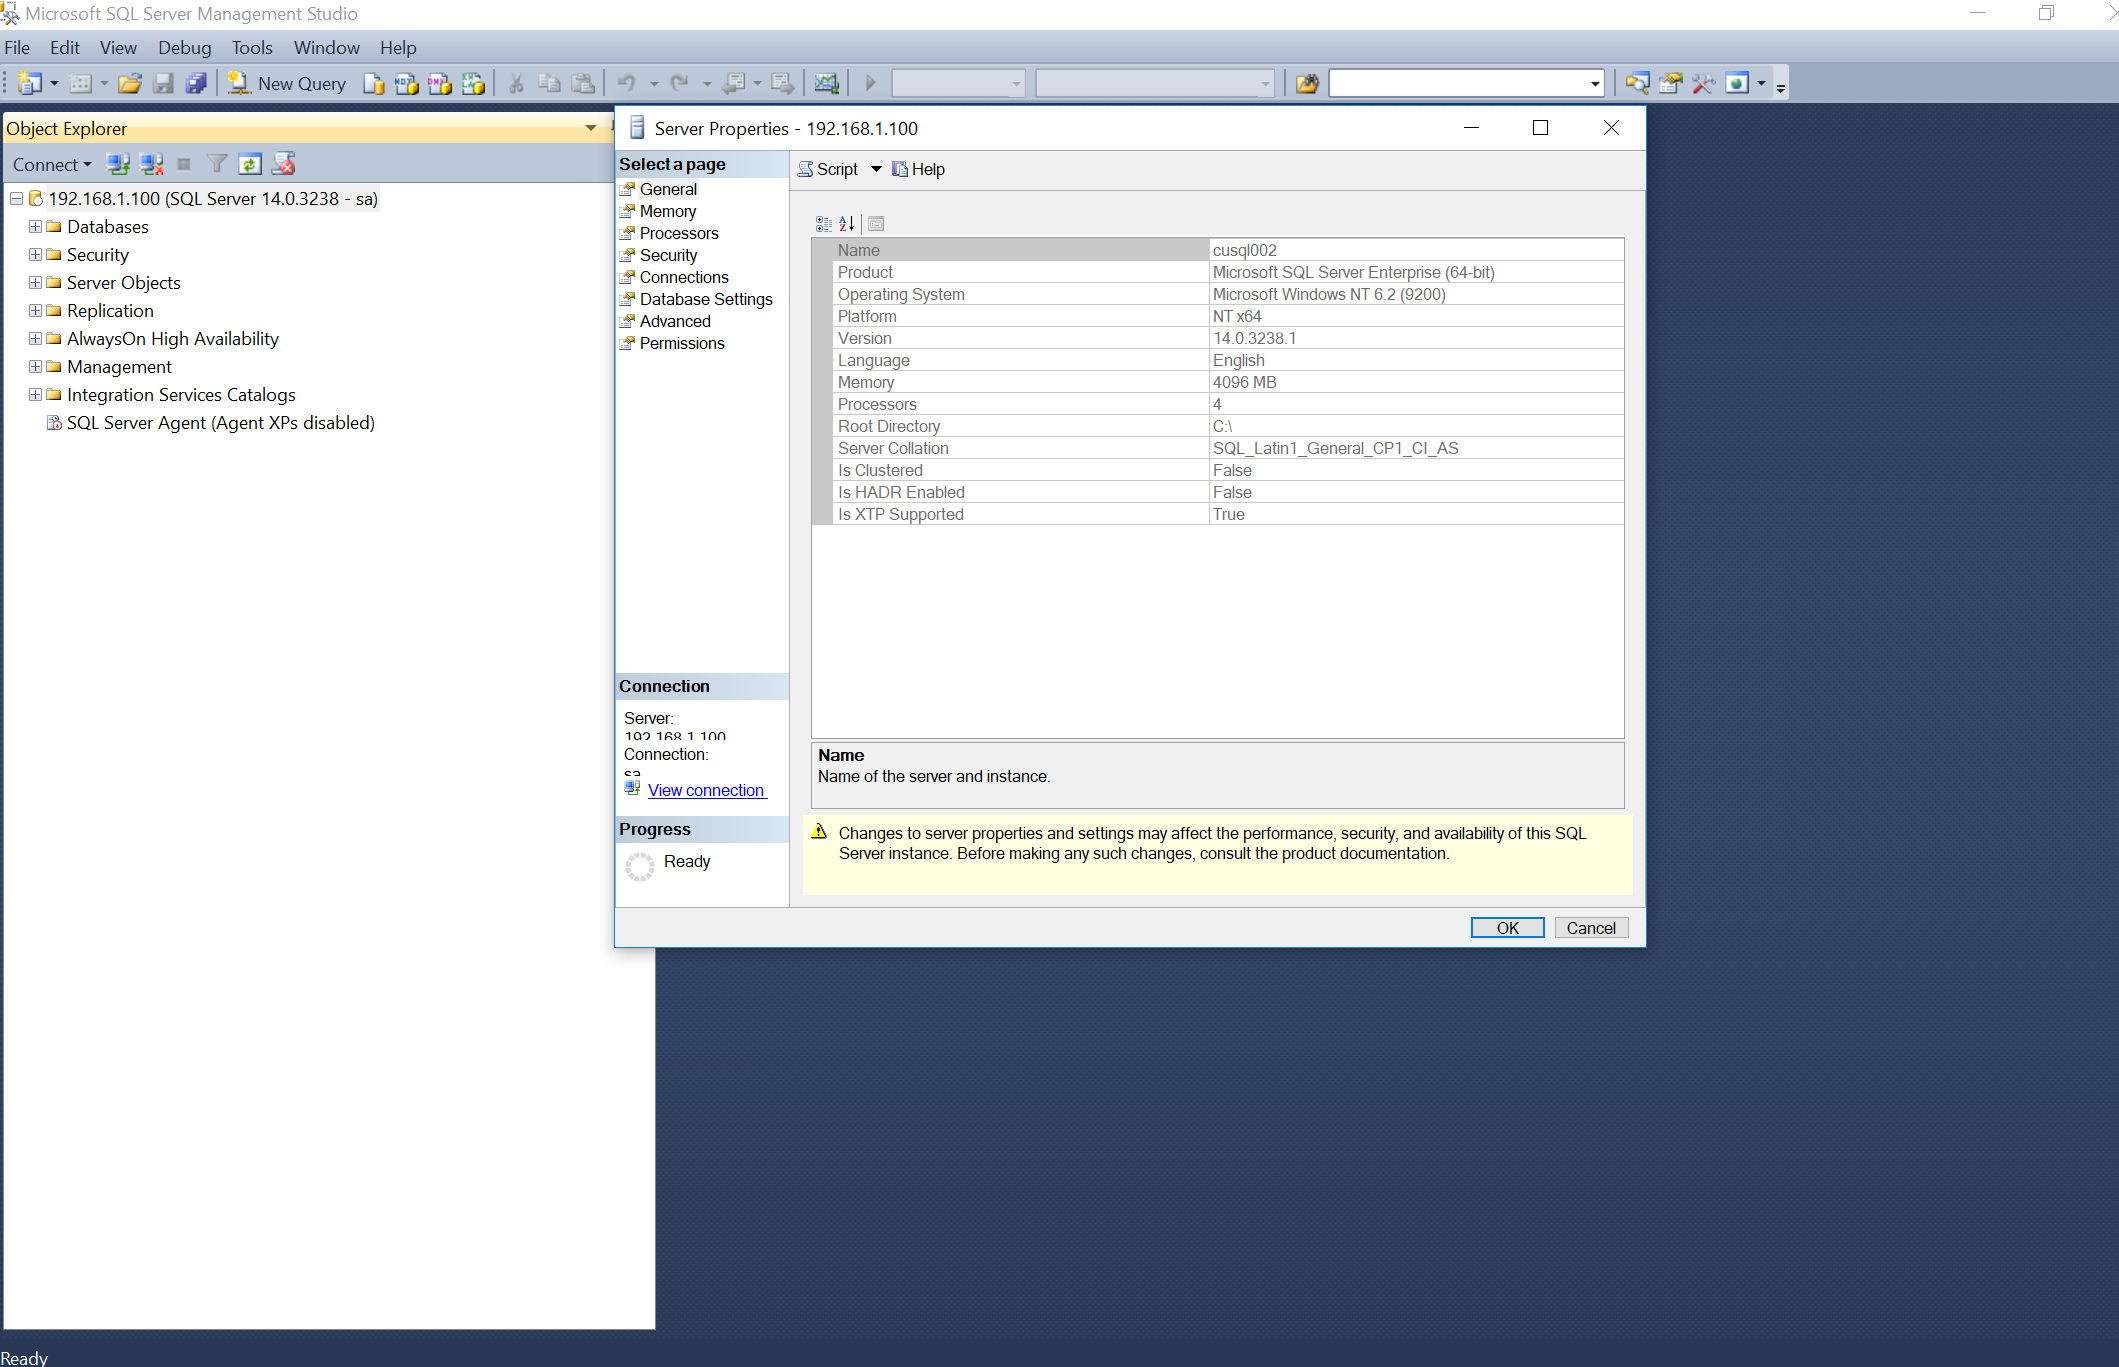 Microsoft SQL Server Management Studio
File Edit View Debug Tools Window Help
New Query
Object Explorer
Connect
192.168.1.100 (SQL Server 14.0.3238 - sa)
Databases
Security
Server Objects
Replication
AlwaysOn High Availability
Management
Integration Services Catalogs
SQL Server Agent (Agent XPs disabled)
Server Properties - 192.168.1.100
Select a page
General
Memory
Processors
Security
Connections
Database Settings
Advanced
Permissions
Connection
Server:
192.168.1.100
Connection:
sa
View connection
Progress
Ready
Script Help
Name cusql002
Product Microsoft SQL Server Enterprise (64-bit)
Operating System Microsoft Windows NT 6.2 (9200)
Platform NT x64
Version 14.0.3238.1
Language English
Memory 4096 MB
Processors 4
Root Directory C:\
Server Collation SQL_Latin1_General_CP1_CI_AS
Is Clustered False
Is HADR Enabled False
Is XTP Supported True
Name
Name of the server and instance.
Changes to server properties and settings may affect the performance, security, and availability of this SQL
Server instance. Before making any such changes, consult the product documentation.
OK Cancel
Ready